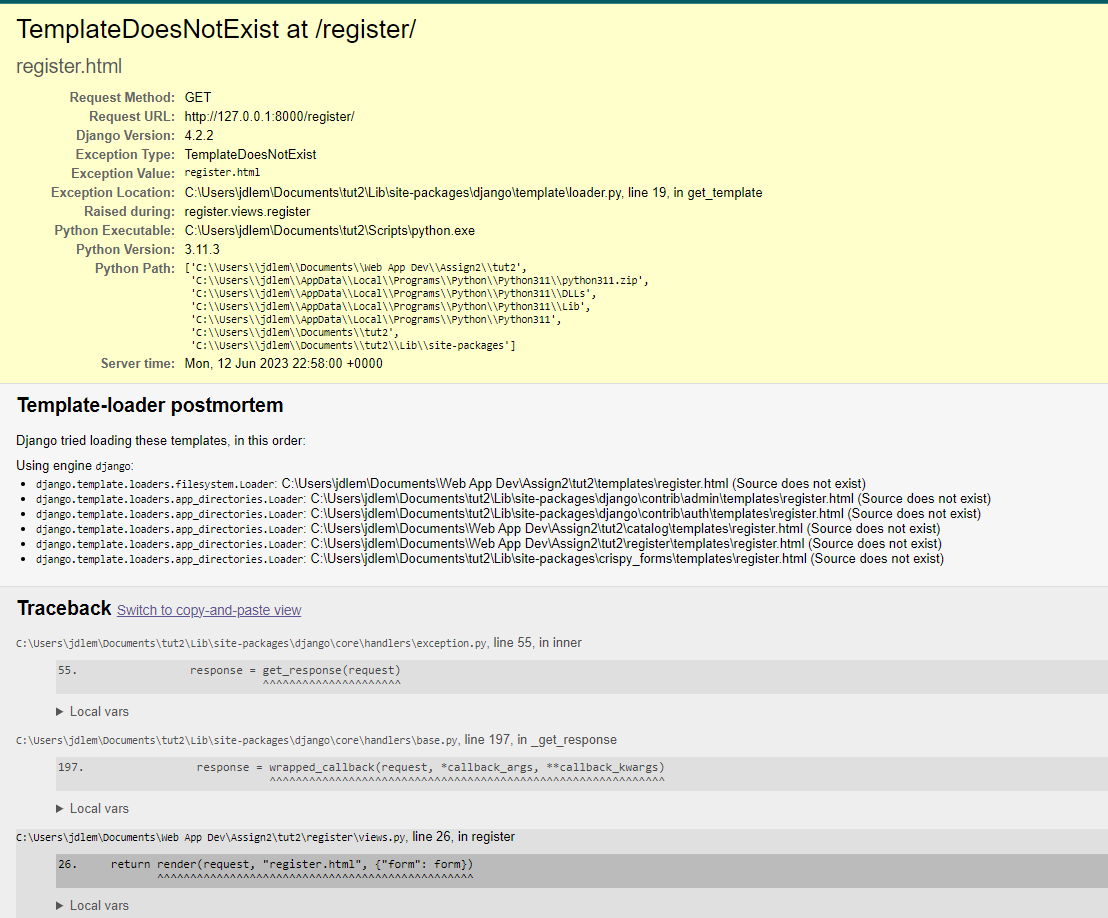 TemplateDoesNotExist at /register/
register.html
Request Method: GET
Request URL: http://127.0.0.1:8000/register/
Django Version: 4.2.2
Exception Type: TemplateDoesNotExist
Exception Value: register.html
Exception Location: C:\Users\jdlem\Documents\tut2\Lib\site-packages\django\template\loader.py, line 19, in get_template
Raised during: register.views.register
Python Executable: C:\Users\jdlem\Documents\tut2\Scripts\python.exe
Python Version: 3.11.3
Python Path: ['C:\\Users\\jdlem\\Documents\\Web App Dev\\Assign2\\tut2',
'C:\\Users\\jdlem\\AppData\\Local\\Programs\\Python\\Python311\\python311.zip',
'C:\\Users\\jdlem\\AppData\\Local\\Programs\\Python\\Python311\\DLLs',
'C:\\Users\\jdlem\\AppData\\Local\\Programs\\Python\\Python311\\Lib',
'C:\\Users\\jdlem\\AppData\\Local\\Programs\\Python\\Python311',
'C:\\Users\\jdlem\\Documents\\tut2',
'C:\\Users\\jdlem\\Documents\\tut2\\Lib\\site-packages']
Server time: Mon, 12 Jun 2023 22:58:00 +0000
Template-loader postmortem
Django tried loading these templates, in this order:
Using engine django:
• django.template.loaders.filesystem.Loader: C:\Users\jdlem\Documents\Web App Dev\Assign2\tut2\templates\register.html (Source does not exist)
• django.template.loaders.app_directories.Loader: C:\Users\jdlem\Documents\tut2\Lib\site-packages\django\contrib\admin\templates\register.html (Source does not exist)
• django.template.loaders.app_directories.Loader: C:\Users\jdlem\Documents\tut2\Lib\site-packages\django\contrib\auth\templates\register.html (Source does not exist)
• django.template.loaders.app_directories.Loader: C:\Users\jdlem\Documents\Web App Dev\Assign2\tut2\catalog\templates\register.html (Source does not exist)
• django.template.loaders.app_directories.Loader: C:\Users\jdlem\Documents\Web App Dev\Assign2\tut2\register\templates\register.html (Source does not exist)
• django.template.loaders.app_directories.Loader: C:\Users\jdlem\Documents\tut2\Lib\site-packages\crispy_forms\templates\register.html (Source does not exist)
Traceback Switch to copy-and-paste view
C:\Users\jdlem\Documents\tut2\Lib\site-packages\django\core\handlers\exception.py, line 55, in inner
55. response = get_response(request)
^^^^^^^^^^^^^^^^^^^^^
▶ Local vars
C:\Users\jdlem\Documents\tut2\Lib\site-packages\django\core\handlers\base.py, line 197, in _get_response
197. response = wrapped_callback(request, *callback_args, **callback_kwargs)
^^^^^^^^^^^^^^^^^^^^^^^^^^^^^^^^^^^^^^^^^^^^^^^^^^^^^^^^^^^^
▶ Local vars
C:\Users\jdlem\Documents\Web App Dev\Assign2\tut2\register\views.py, line 26, in register
26. return render(request, "register.html", {"form": form})
^^^^^^^^^^^^^^^^^^^^^^^^^^^^^^^^^^^^^^^^^^^^^^^^
▶ Local vars